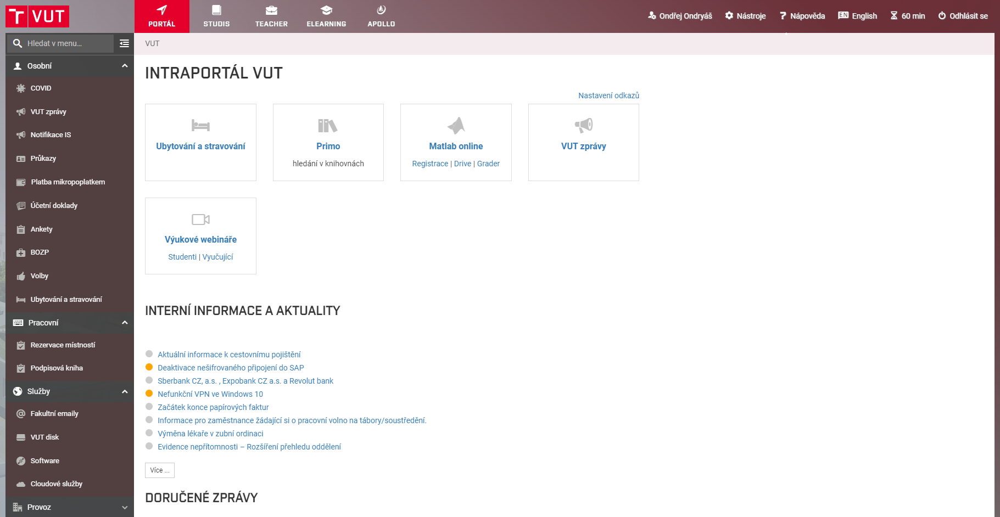 VUT
PORTÁL
STUDIS
TEACHER
ELEARNING
APOLLO
Ondřej Ondryáš
Nástroje
Nápověda
EN English
60 min
Odhlásit se
Hledat v menu...
Osobní
COVID
VUT zprávy
Notifikace IS
Průkazy
Platba mikropoplatkem
Účetní doklady
Ankety
BOZP
Volby
Ubytování a stravování
Pracovní
Rezervace místností
Podpisová kniha
Služby
Fakultní emaily
VUT disk
Software
Cloudové služby
Provoz
VUT
INTRAPORTÁL VUT
Nastavení odkazů
Ubytování a stravování
Primo
hledání v knihovnách
Matlab online
Registrace | Drive | Grader
VUT zprávy
Výukové webináře
Studenti | Vyučující
INTERNÍ INFORMACE A AKTUALITY
Aktuální informace k cestovnímu pojištění
Deaktivace nešifrovaného připojení do SAP
Sberbank CZ, a.s. , Expobank CZ a.s. a Revolut bank
Nefunkční VPN ve Windows 10
Začátek konce papírových faktur
Informace pro zaměstnance žádající si o pracovní volno na tábory/soustředění.
Výměna lékaře v zubní ordinaci
Evidence nepřítomnosti – Rozšíření přehledu oddělení
Více ...
DORUČENÉ ZPRÁVY